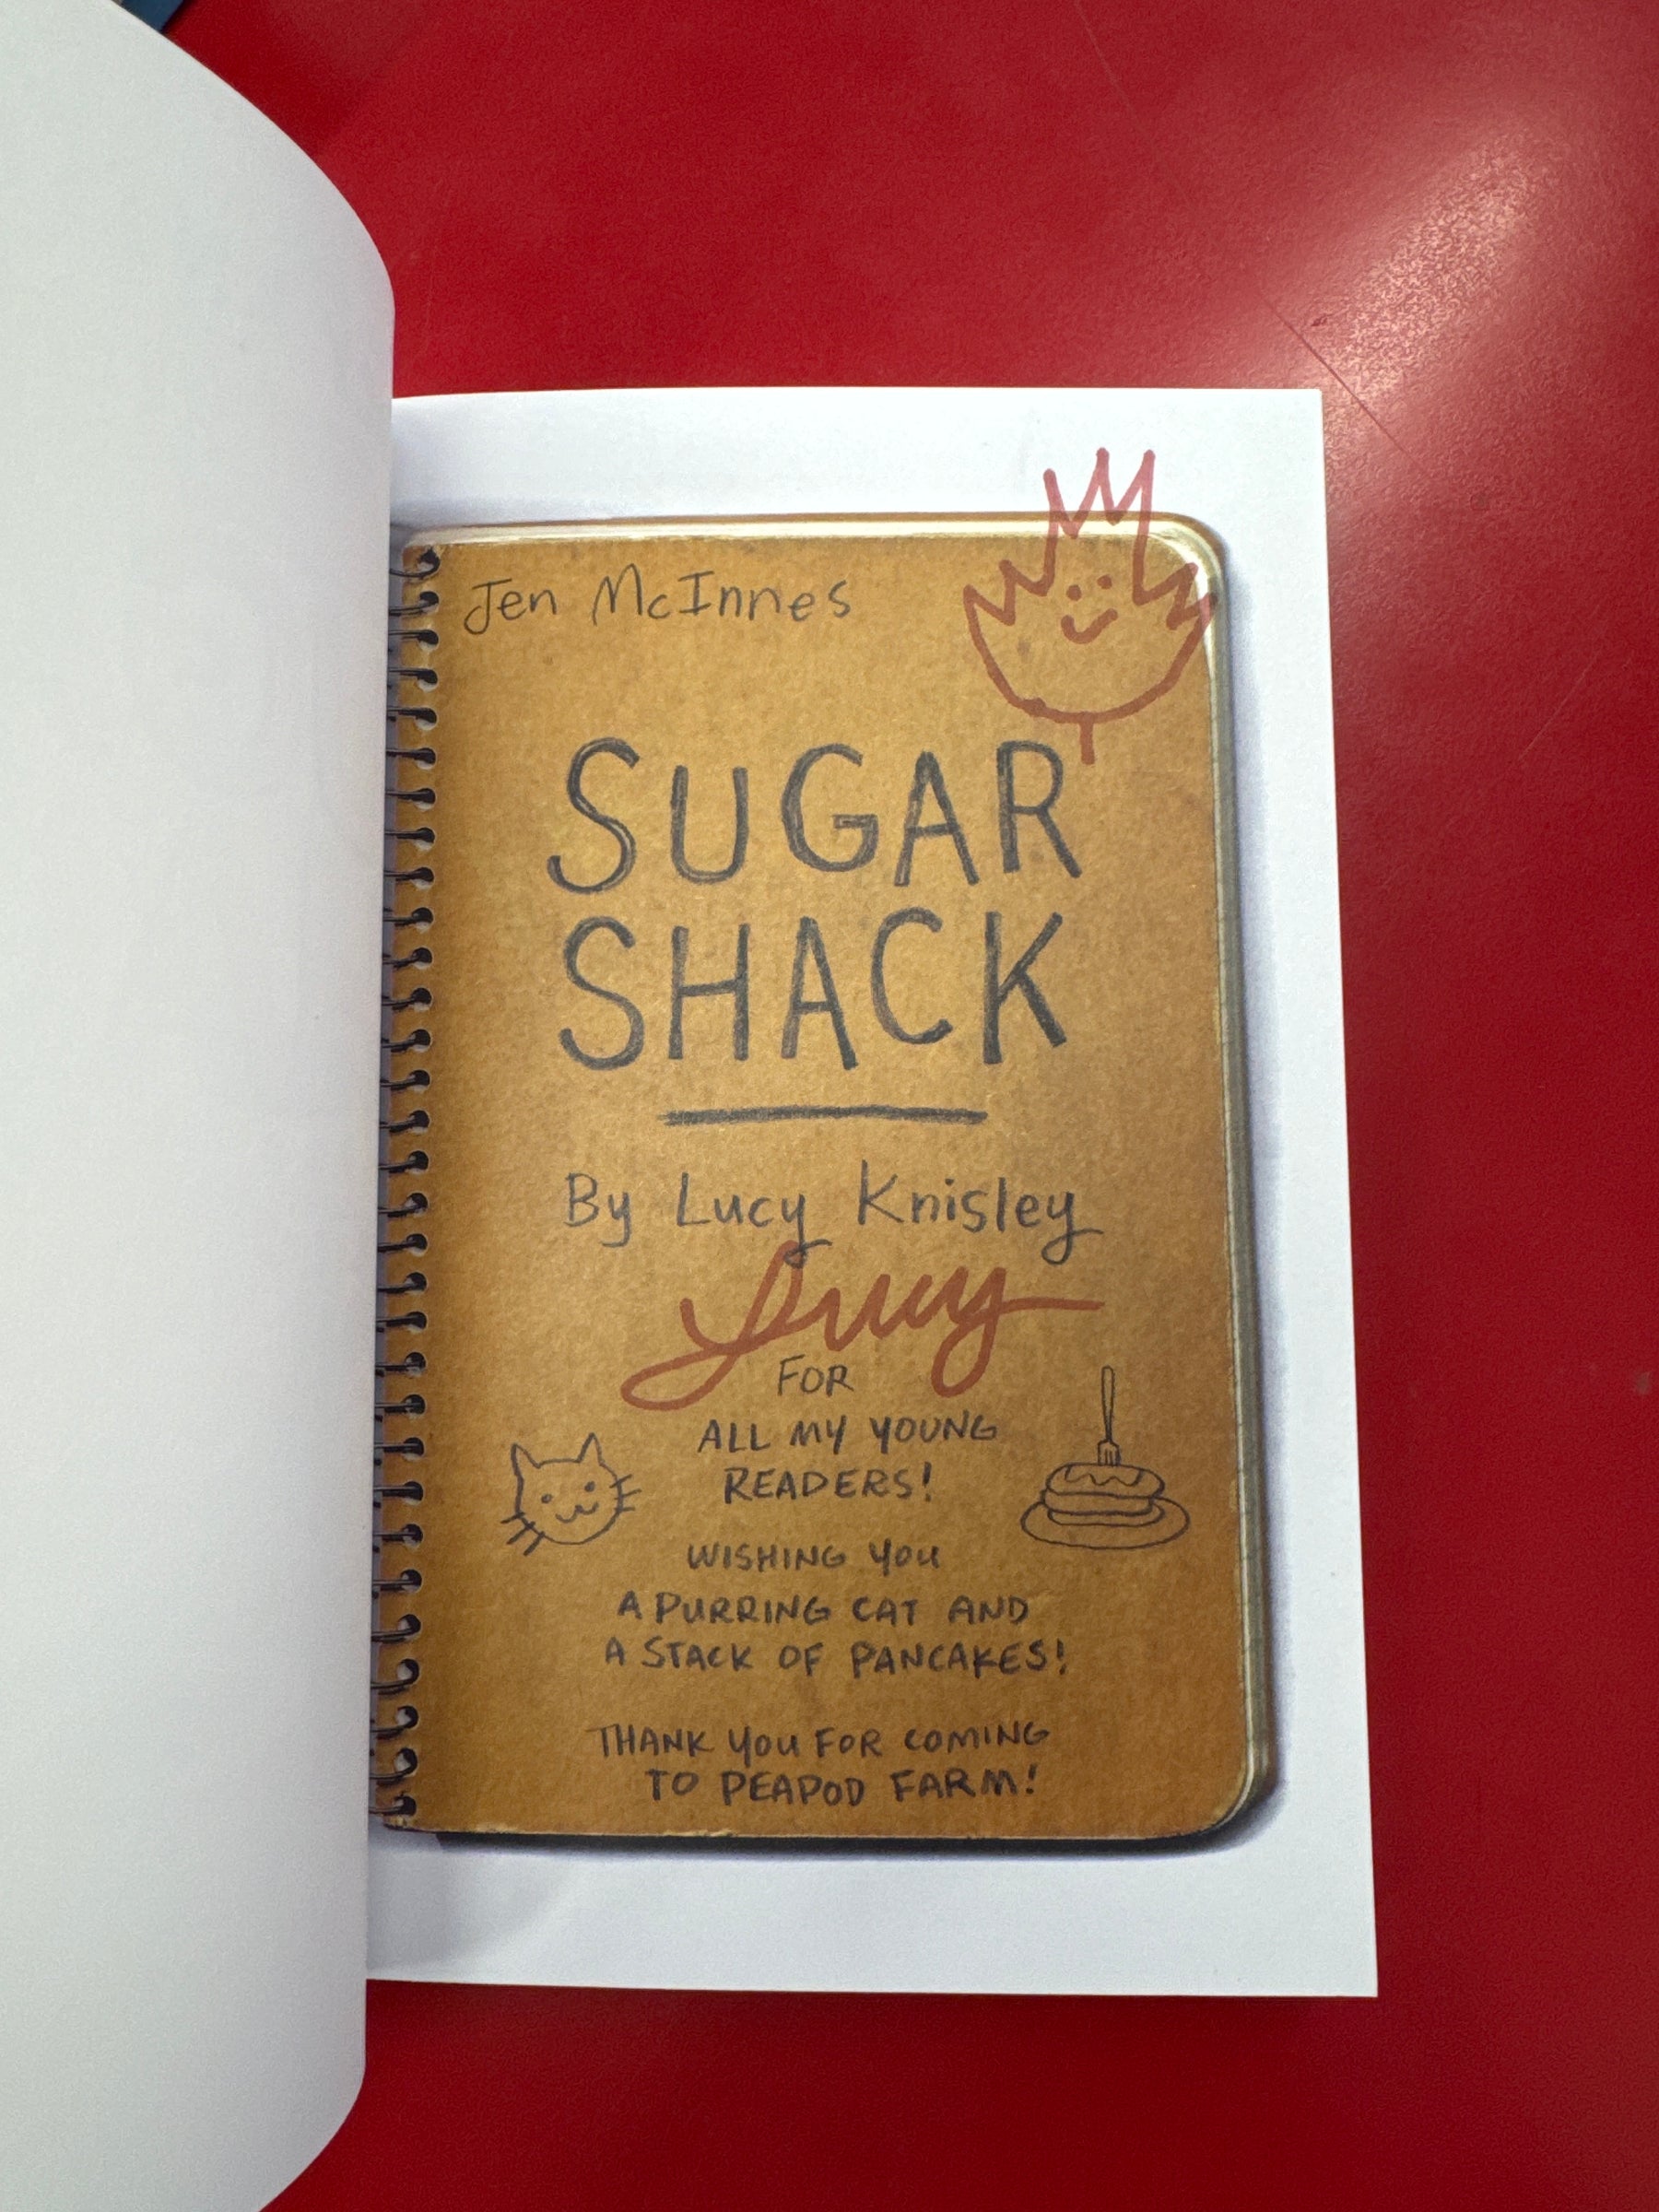 Jen McInnes
SUGAR
SHACK
By Lucy Knisley
Lucy
FOR
ALL MY YOUNG
READERS!
WISHING YOU
A PURRING CAT AND
A STACK OF PANCAKES!
THANK YOU FOR COMING
TO PEAPOD FARM!